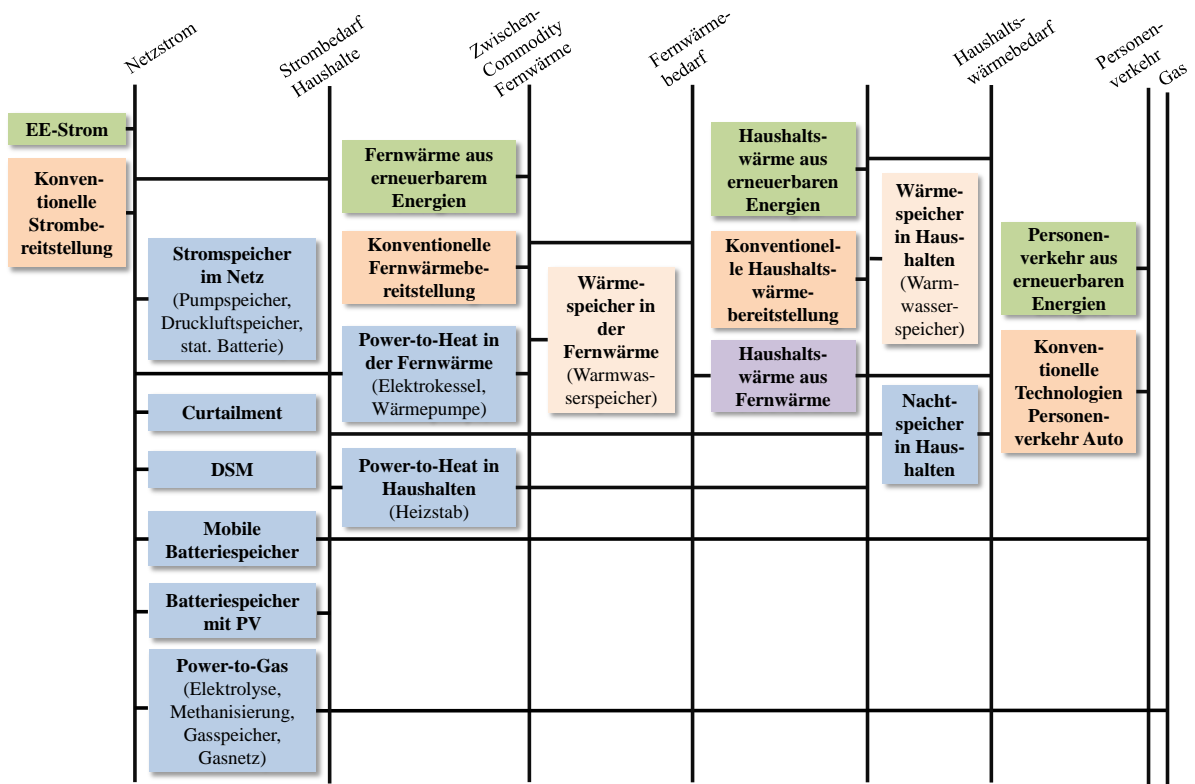 Netzstrom
Strombedarf
Haushalte
Zwischen-
Commodity
Fernwärme
Fernwärme-
bedarf
Haushalts-
wärmebedarf
Personen-
verkehr
Gas
EE-Strom
Konven-
tionelle
Strombe-
reitstellung
Stromspeicher
im Netz
(Pumpspeicher,
Druckluftspeicher,
stat. Batterie)
Curtailment
DSM
Mobile
Batteriespeicher
Batteriespeicher
mit PV
Power-to-Gas
(Elektrolyse,
Methanisierung,
Gasspeicher,
Gasnetz)
Fernwärme aus
erneuerbarem
Energien
Konventionelle
Fernwärmebe-
reitstellung
Power-to-Heat in
der Fernwärme
(Elektrokessel,
Wärmepumpe)
Power-to-Heat in
Haushalten
(Heizstab)
Wärme-
speicher in
der
Fernwärme
(Warmwas-
serspeicher)
Haushalts-
wärme aus
erneuerbaren
Energien
Konventionel-
le Haushalts-
wärme-
bereitstellung
Haushalts-
wärme aus
Fernwärme
Wärme-
speicher
in Haus-
halten
(Warm-
wasser-
speicher)
Nacht-
speicher
in Haus-
halten
Personen-
verkehr aus
erneuerbaren
Energien
Konven-
tionelle
Technologien
Personen-
verkehr Auto